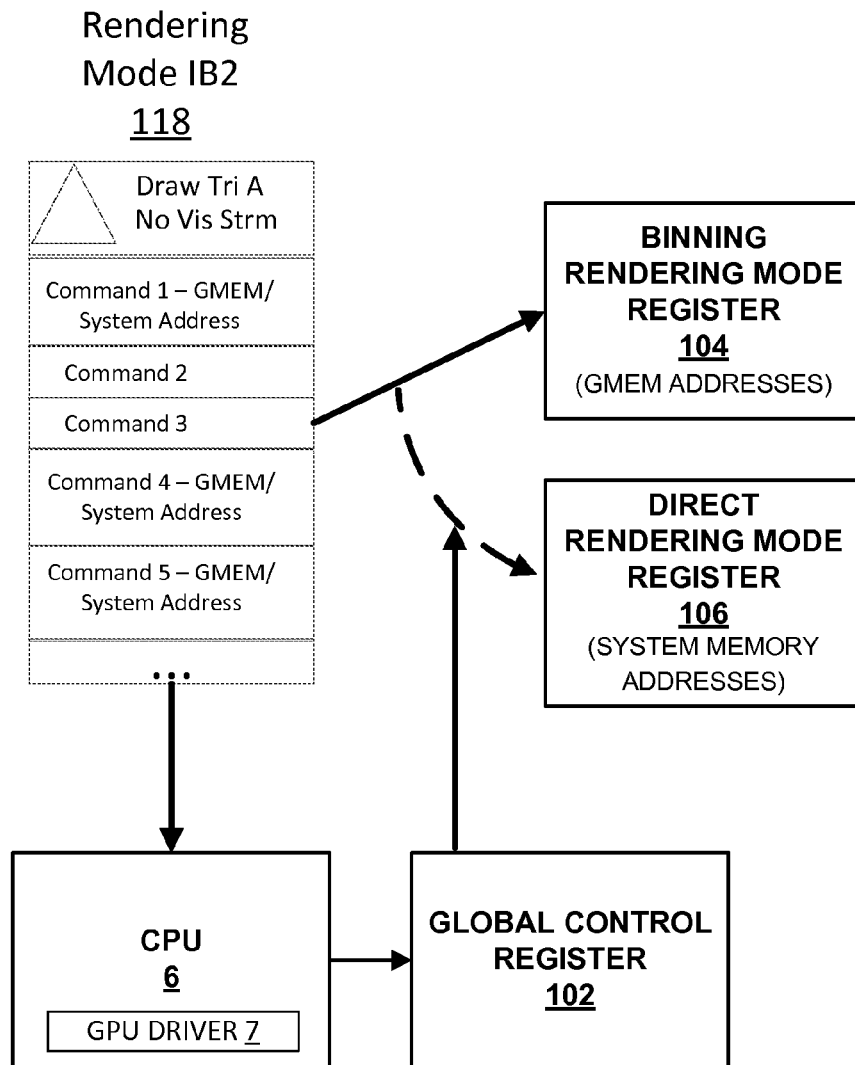 Rendering
Mode IB2
118
Draw Tri A
No Vis Strm
Command 1 – GMEM/
System Address
Command 2
Command 3
Command 4 – GMEM/
System Address
Command 5 – GMEM/
System Address
...
BINNING
RENDERING MODE
REGISTER
104
(GMEM ADDRESSES)
DIRECT
RENDERING MODE
REGISTER
106
(SYSTEM MEMORY
ADDRESSES)
CPU
6
GPU DRIVER 7
GLOBAL CONTROL
REGISTER
102